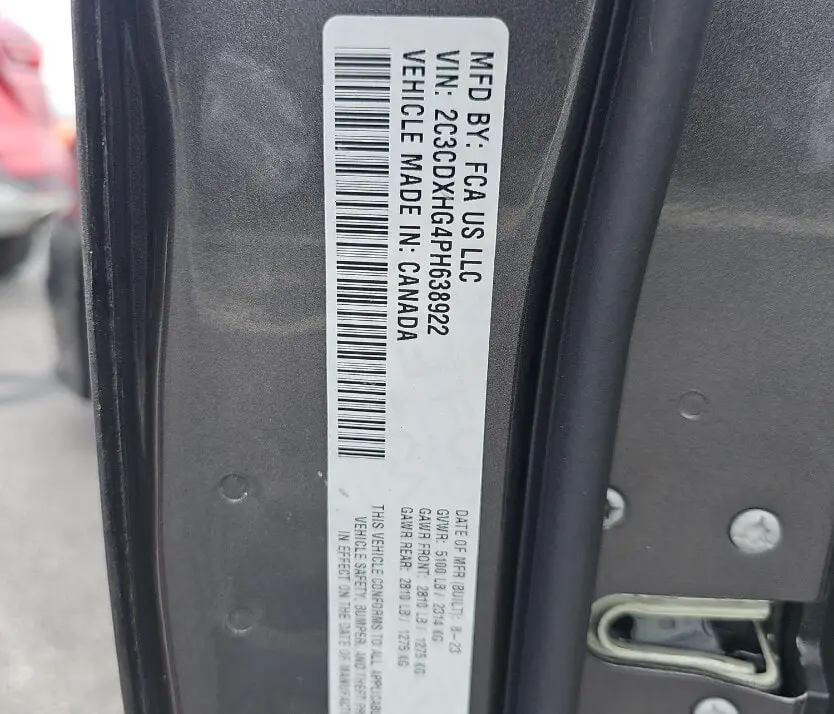 MFD BY: FCA US LLC
VIN: 2C3CDXHG4PH638922
VEHICLE MADE IN: CANADA
DATE OF MFR (BUILT): 8-23
GVWR: 5100 LB / 2314 KG
GAWR FRONT: 2810 LB / 1275 KG
GAWR REAR: 2810 LB / 1275 KG
THIS VEHICLE CONFORMS TO ALL APPLICABLE
VEHICLE SAFETY, BUMPER, AND THEFT
IN EFFECT ON THE DATE OF